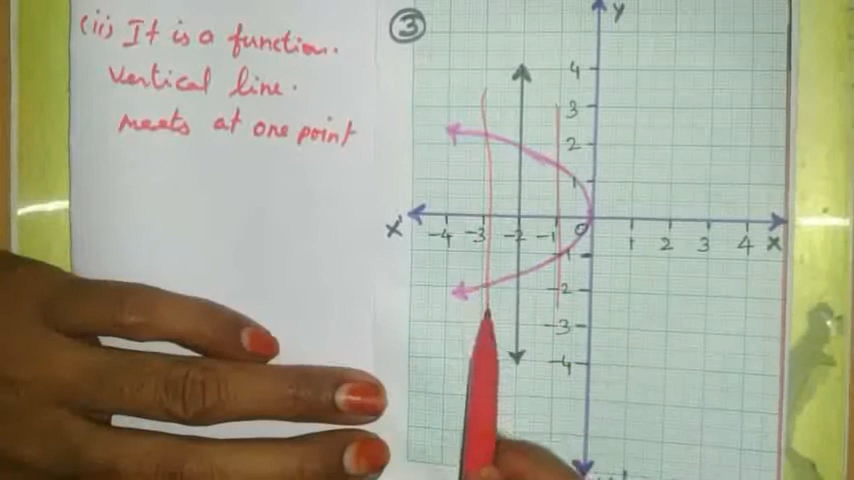 (ii) It is a function.
vertical line.
meets at one point
3
y
4
3
2
1
X' -4 -3 -2 -1 0 1 2 3 4 X
-1
-2
-3
-4